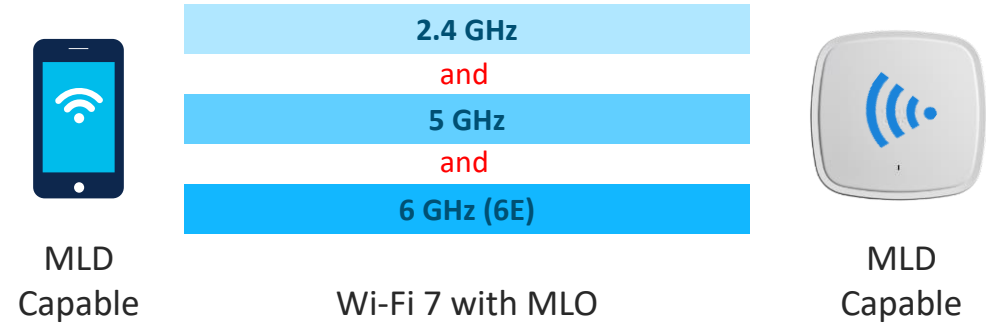 2.4 GHz
and
5 GHz
and
6 GHz (6E)
MLD
Capable
Wi-Fi 7 with MLO
MLD
Capable